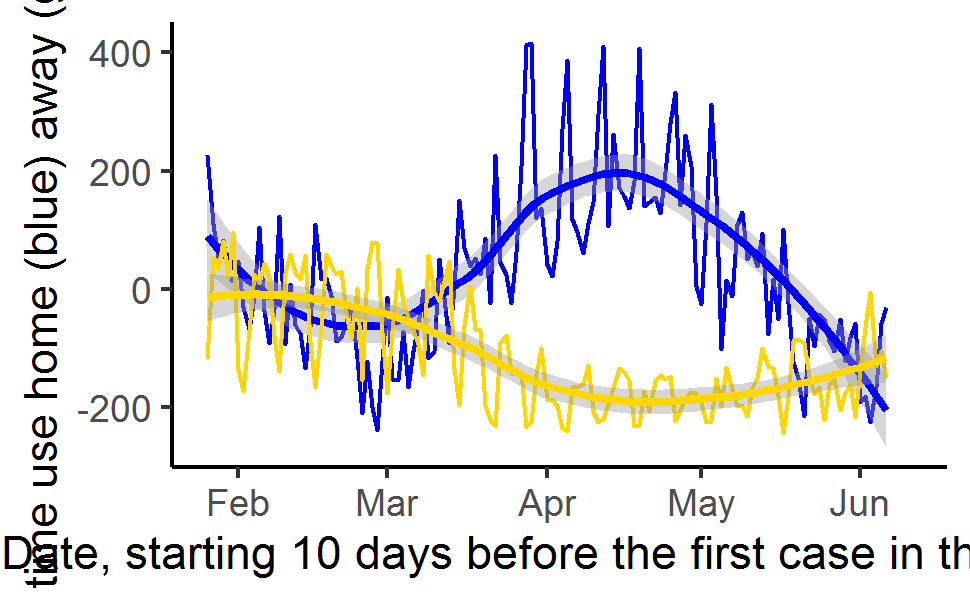 time use home (blue) away (
400
200
0
-200
Feb Mar Apr May Jun
Date, starting 10 days before the first case in th